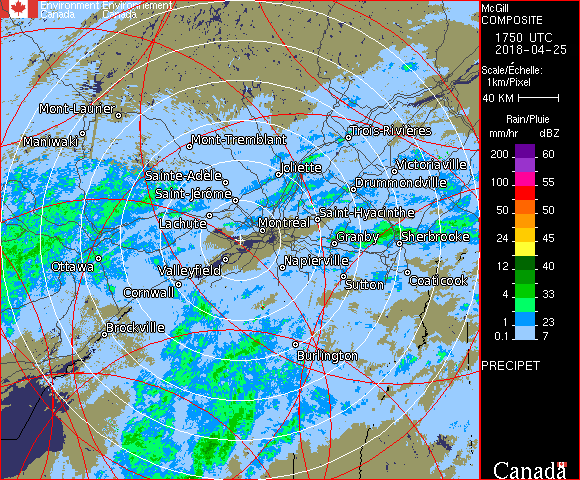 Environment Environnement
Canada Canada
McGill
COMPOSITE
1750 UTC
2018-04-25
Scale/Échelle:
1km/Pixel
40 KM
Rain/Pluie
mm/hr dBZ
200 60
100 55
50 50
24 45
12 40
4 33
1 23
0.1 7
PRECIPET
Canada
Mont-Laurier
Maniwaki
Mont-Tremblant
Trois-Rivières
Joliette
Victoriaville
Sainte-Adèle
Drummondville
Saint-Jérôme
Lachute
Saint-Hyacinthe
Montréal
Granby
Sherbrooke
Ottawa
Valleyfield
Napierville
Cornwall
Sutton
Coaticook
Brockville
Burlington